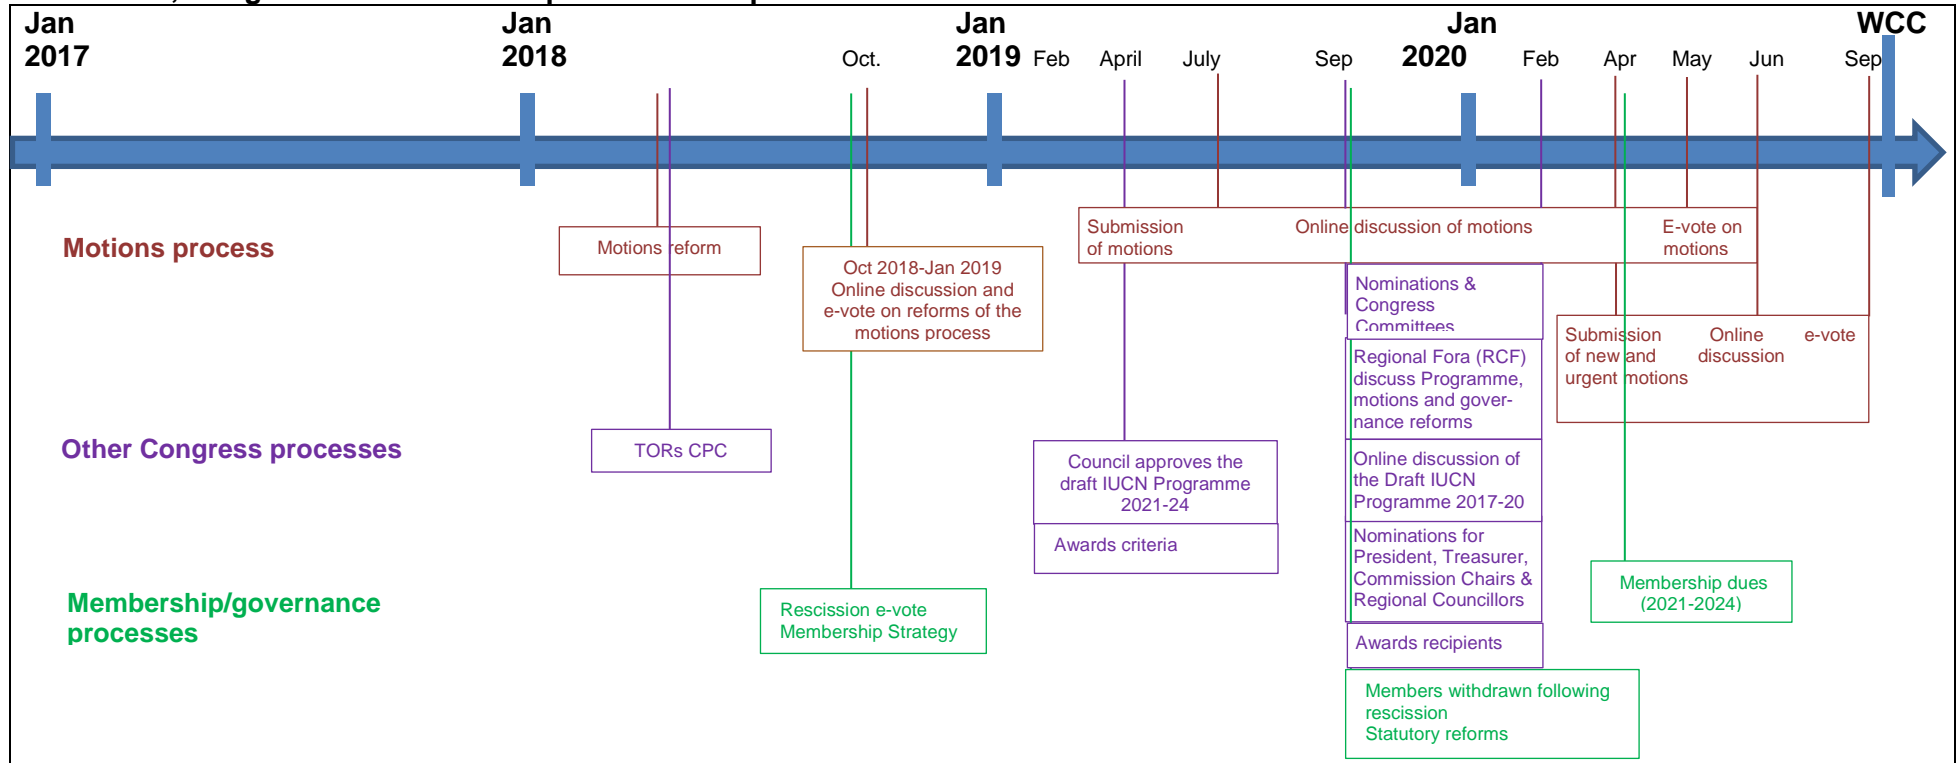 Jan
2017
Jan
2018
Oct.
Jan
2019
Feb
April
July
Sep
Jan
2020
Feb
Apr
May
Jun
Sep
WCC
Motions process
Motions reform
Oct 2018-Jan 2019
Online discussion and
e-vote on reforms of the
motions process
Submission
of motions
Online discussion of motions
E-vote on
motions
Submission
of new and
urgent motions
Online
discussion
e-vote
Other Congress processes
TORs CPC
Council approves the
draft IUCN Programme
2021-24
Awards criteria
Nominations &
Congress
Committees
Regional Fora (RCF)
discuss Programme,
motions and gover-
nance reforms
Online discussion of
the Draft IUCN
Programme 2017-20
Nominations for
President, Treasurer,
Commission Chairs &
Regional Councillors
Awards recipients
Membership/governance
processes
Rescission e-vote
Membership Strategy
Members withdrawn following
rescission
Statutory reforms
Membership dues
(2021-2024)